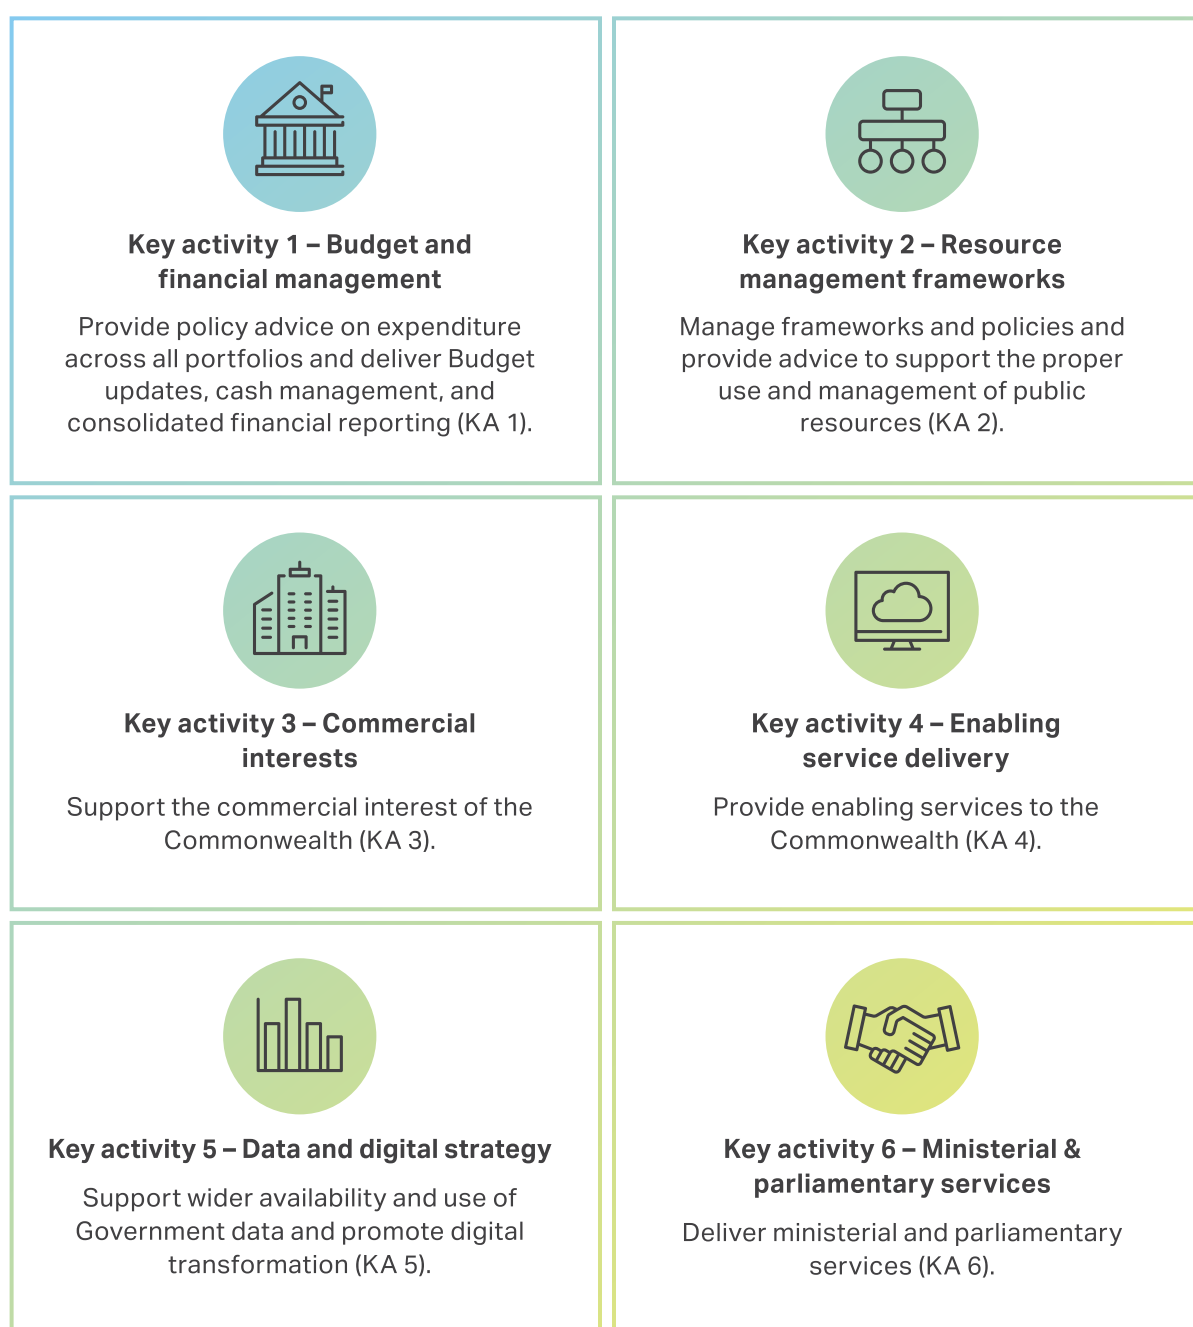 Key activity 1 – Budget and
financial management
Provide policy advice on expenditure
across all portfolios and deliver Budget
updates, cash management, and
consolidated financial reporting (KA 1).
Key activity 2 – Resource
management frameworks
Manage frameworks and policies and
provide advice to support the proper
use and management of public
resources (KA 2).
Key activity 3 – Commercial
interests
Support the commercial interest of the
Commonwealth (KA 3).
Key activity 4 – Enabling
service delivery
Provide enabling services to the
Commonwealth (KA 4).
Key activity 5 – Data and digital strategy
Support wider availability and use of
Government data and promote digital
transformation (KA 5).
Key activity 6 – Ministerial &
parliamentary services
Deliver ministerial and parliamentary
services (KA 6).